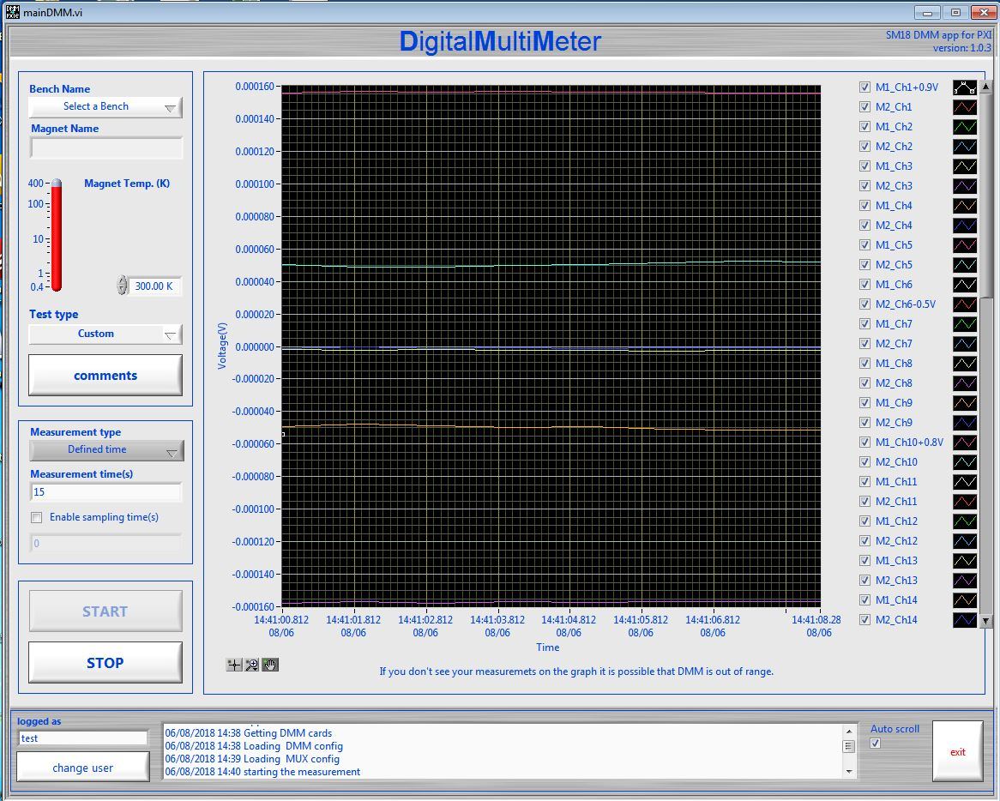 mainDMM.vi
DigitalMultiMeter
SM18 DMM app for PXI
version: 1.0.3
Bench Name
Select a Bench
Magnet Name
Magnet Temp. (K)
400
100
10
1
0.4
300.00 K
Test type
Custom
comments
Measurement type
Defined time
Measurement time(s)
15
Enable sampling time(s)
0
START
STOP
Voltage(V)
0.000160
0.000140
0.000120
0.000100
0.000080
0.000060
0.000040
0.000020
0.000000
-0.000020
-0.000040
-0.000060
-0.000080
-0.000100
-0.000120
-0.000140
-0.000160
14:41:00.812 14:41:01.812 14:41:02.812 14:41:03.812 14:41:04.812 14:41:05.812 14:41:06.812 14:41:08.28
08/06 08/06 08/06 08/06 08/06 08/06 08/06 08/06
Time
If you don't see your measuremets on the graph it is possible that DMM is out of range.
M1_Ch1+0.9V
M2_Ch1
M1_Ch2
M2_Ch2
M1_Ch3
M2_Ch3
M1_Ch4
M2_Ch4
M1_Ch5
M2_Ch5
M1_Ch6
M2_Ch6-0.5V
M1_Ch7
M2_Ch7
M1_Ch8
M2_Ch8
M1_Ch9
M2_Ch9
M1_Ch10+0.8V
M2_Ch10
M1_Ch11
M2_Ch11
M1_Ch12
M2_Ch12
M1_Ch13
M2_Ch13
M1_Ch14
M2_Ch14
logged as
test
change user
06/08/2018 14:38 Getting DMM cards
06/08/2018 14:38 Loading  DMM config
06/08/2018 14:39 Loading  MUX config
06/08/2018 14:40 starting the measurement
Auto scroll
exit